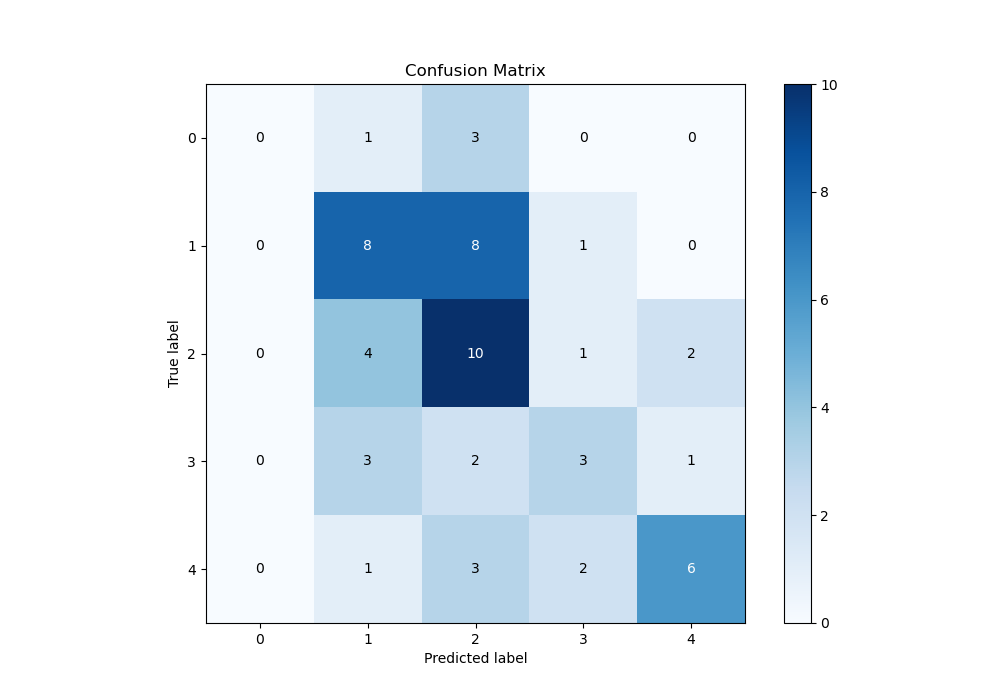 Confusion Matrix
0 0 1 3 0 0
1 0 8 8 1 0
2 0 4 10 1 2
3 0 3 2 3 1
4 0 1 3 2 6
0 1 2 3 4
Predicted label
True label
10
8
6
4
2
0